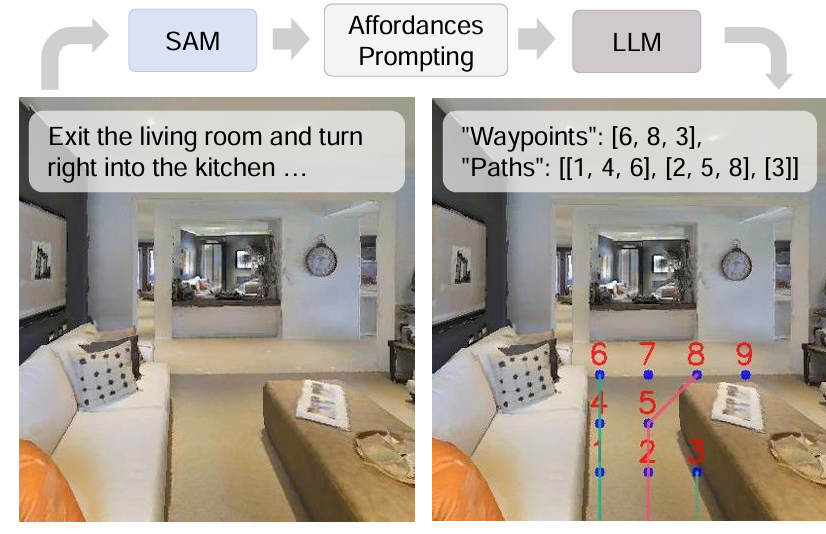 SAM
Affordances
Prompting
LLM
Exit the living room and turn
right into the kitchen …
"Waypoints": [6, 8, 3],
"Paths": [[1, 4, 6], [2, 5, 8], [3]]
6 7 8 9
4 5
1 2 3